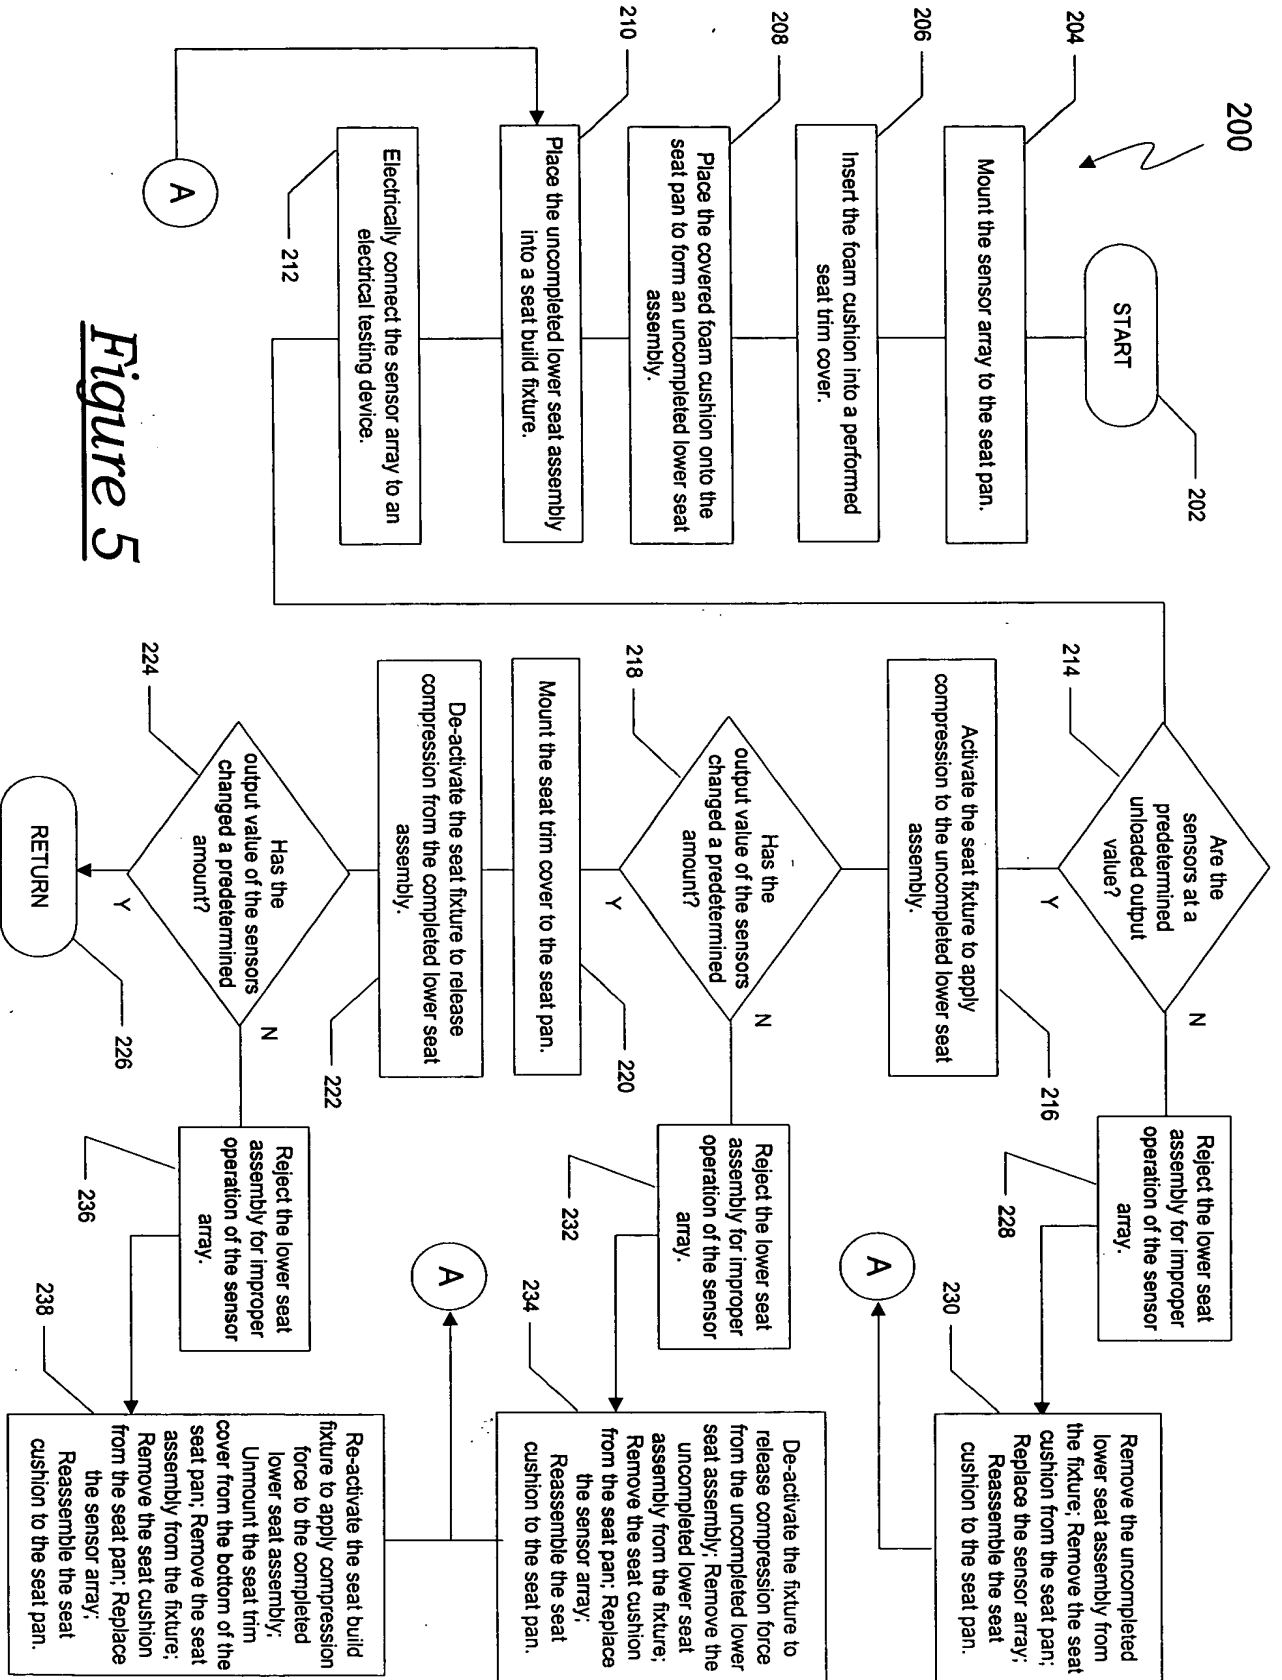 200
START
202
204
Mount the sensor array to the seat pan.
206
Insert the foam cushion into a performed
seat trim cover.
208
Place the covered foam cushion onto the
seat pan to form an uncompleted lower seat
assembly.
210
Place the uncompleted lower seat assembly
into a seat build fixture.
Electrically connect the sensor array to an
electrical testing device.
212
A
Figure 5
214
Are the
sensors at a
predetermined
unloaded output
value?
N
Y
Activate the seat fixture to apply
compression to the uncompleted lower seat
assembly.
216
218
Has the
output value of the sensors
changed a predetermined
amount?
N
Y
Mount the seat trim cover to the seat pan.
220
De-activate the seat fixture to release
compression from the completed lower seat
assembly.
222
224
Has the
output value of the sensors
changed a predetermined
amount?
N
Y
RETURN
226
Reject the lower seat
assembly for improper
operation of the sensor
array.
228
230
Remove the uncompleted
lower seat assembly from
the fixture; Remove the seat
cushion from the seat pan;
Replace the sensor array;
Reassemble the seat
cushion to the seat pan.
A
Reject the lower seat
assembly for improper
operation of the sensor
array.
232
234
De-activate the fixture to
release compression force
from the uncompleted lower
seat assembly; Remove the
uncompleted lower seat
assembly from the fixture;
Remove the seat cushion
from the seat pan; Replace
the sensor array;
Reassemble the seat
cushion to the seat pan.
A
Reject the lower seat
assembly for improper
operation of the sensor
array.
236
238
Re-activate the seat build
fixture to apply compression
force to the completed
lower seat assembly;
Unmount the seat trim
cover from the bottom of the
seat pan; Remove the seat
assembly from the fixture;
Remove the seat cushion
from the seat pan; Replace
the sensor array;
Reassemble the seat
cushion to the seat pan.